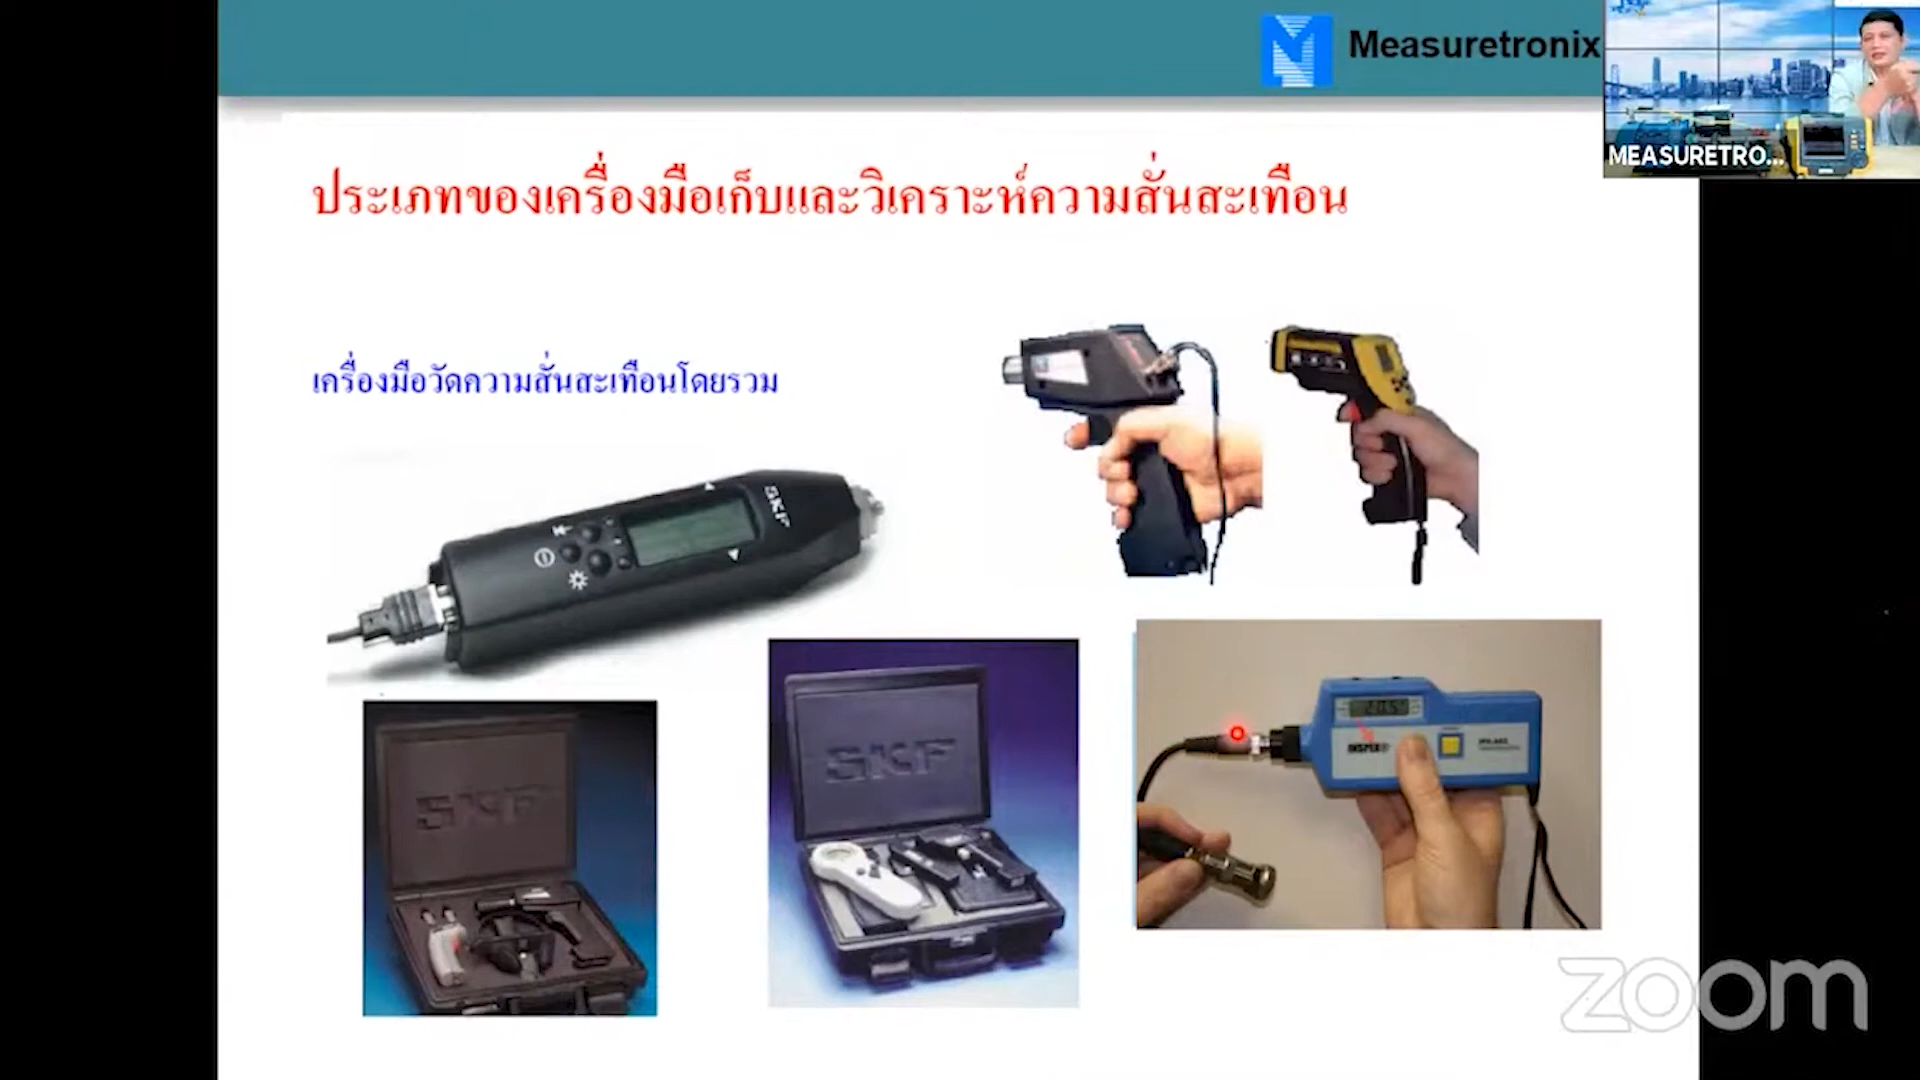 Measuretronix
MEASURETRO...
ประเภทของเครื่องมือเก็บและวิเคราะห์ความสั่นสะเทือน
เครื่องมือวัดความสั่นสะเทือนโดยรวม
SKF
SKF
SKF
zoom